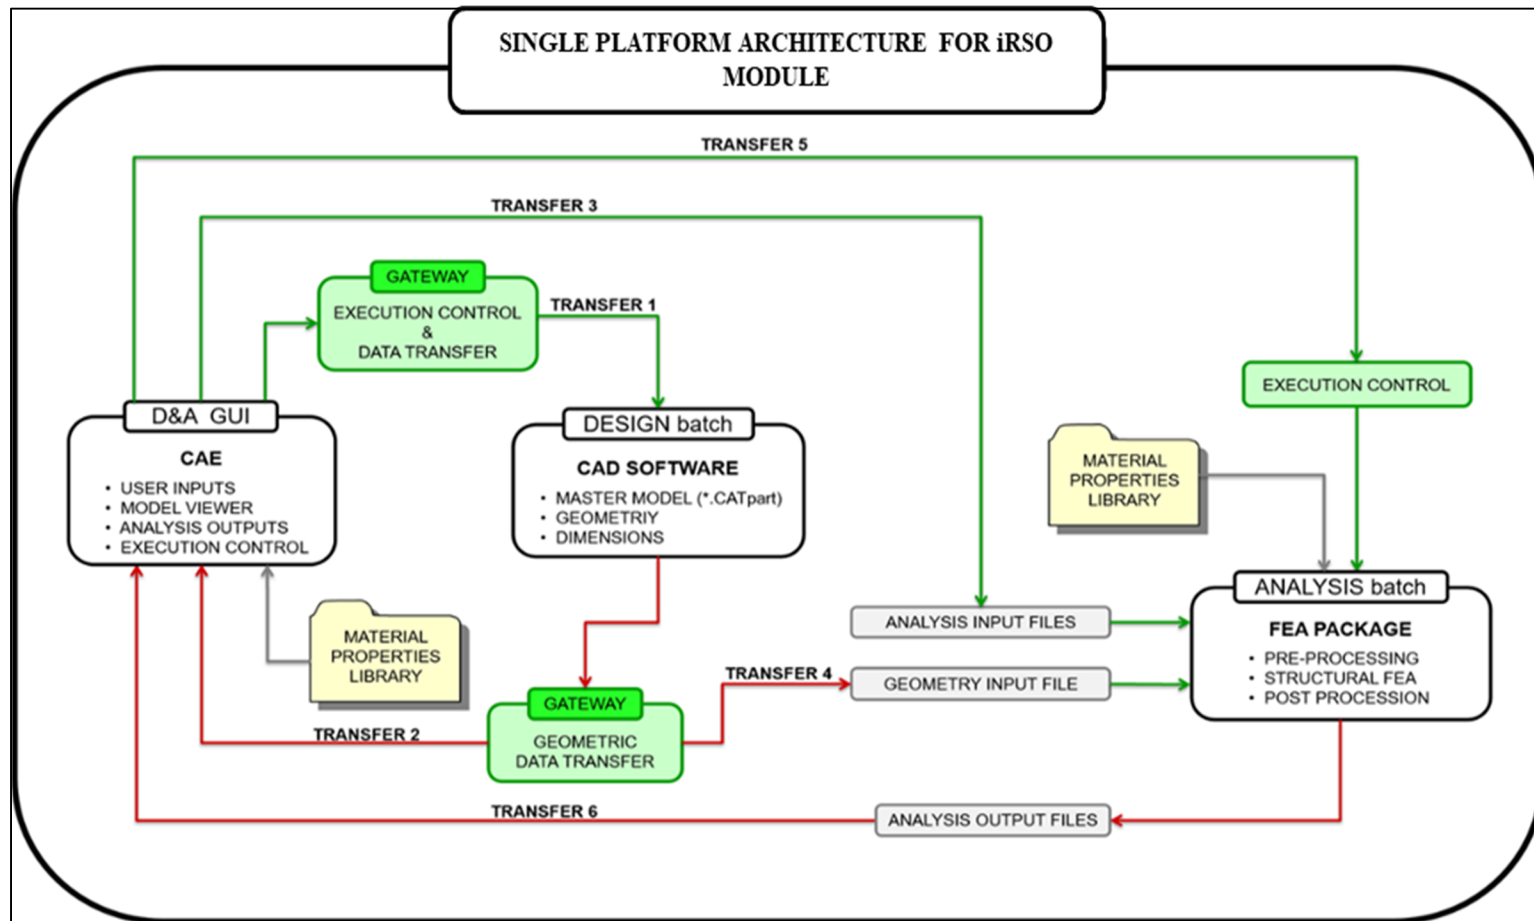 SINGLE PLATFORM ARCHITECTURE FOR iRSO
MODULE
TRANSFER 5
TRANSFER 3
GATEWAY
EXECUTION CONTROL
&
DATA TRANSFER
TRANSFER 1
EXECUTION CONTROL
D&A GUI
CAE
• USER INPUTS
• MODEL VIEWER
• ANALYSIS OUTPUTS
• EXECUTION CONTROL
DESIGN batch
CAD SOFTWARE
• MASTER MODEL (*.CATpart)
• GEOMETRIY
• DIMENSIONS
MATERIAL
PROPERTIES
LIBRARY
ANALYSIS batch
FEA PACKAGE
• PRE-PROCESSING
• STRUCTURAL FEA
• POST PROCESSION
MATERIAL
PROPERTIES
LIBRARY
ANALYSIS INPUT FILES
TRANSFER 4
GEOMETRY INPUT FILE
GATEWAY
GEOMETRIC
DATA TRANSFER
TRANSFER 2
TRANSFER 6
ANALYSIS OUTPUT FILES